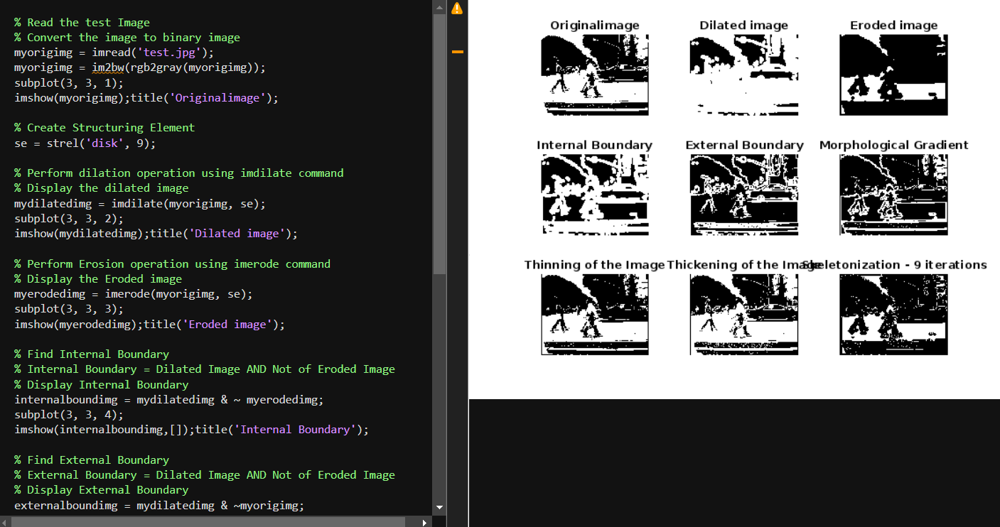 % Read the test Image
% Convert the image to binary image
myorigimg = imread('test.jpg');
myorigimg = im2bw(rgb2gray(myorigimg));
subplot(3, 3, 1);
imshow(myorigimg);title('Originalimage');
% Create Structuring Element
se = strel('disk', 9);
% Perform dilation operation using imdilate command
% Display the dilated image
mydilatedimg = imdilate(myorigimg, se);
subplot(3, 3, 2);
imshow(mydilatedimg);title('Dilated image');
% Perform Erosion operation using imerode command
% Display the Eroded image
myerodedimg = imerode(myorigimg, se);
subplot(3, 3, 3);
imshow(myerodedimg);title('Eroded image');
% Find Internal Boundary
% Internal Boundary = Dilated Image AND Not of Eroded Image
% Display Internal Boundary
internalboundimg = mydilatedimg & ~ myerodedimg;
subplot(3, 3, 4);
imshow(internalboundimg,[]);title('Internal Boundary');
% Find External Boundary
% External Boundary = Dilated Image AND Not of Eroded Image
% Display External Boundary
externalboundimg = mydilatedimg & ~myorigimg;
Originalimage
Dilated image
Eroded image
Internal Boundary
External Boundary
Morphological Gradient
Thinning of the Image
Thickening of the Image
Skeletonization - 9 iterations